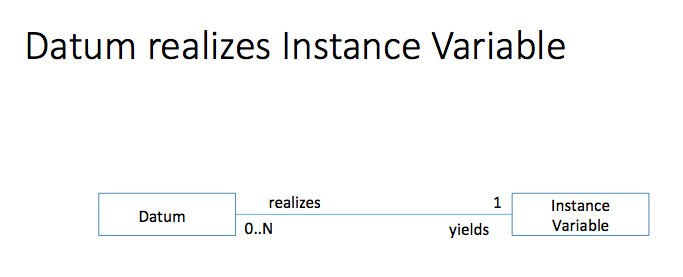 Datum realizes Instance Variable
realizes
1
Instance
Variable
Datum
0..N
yields